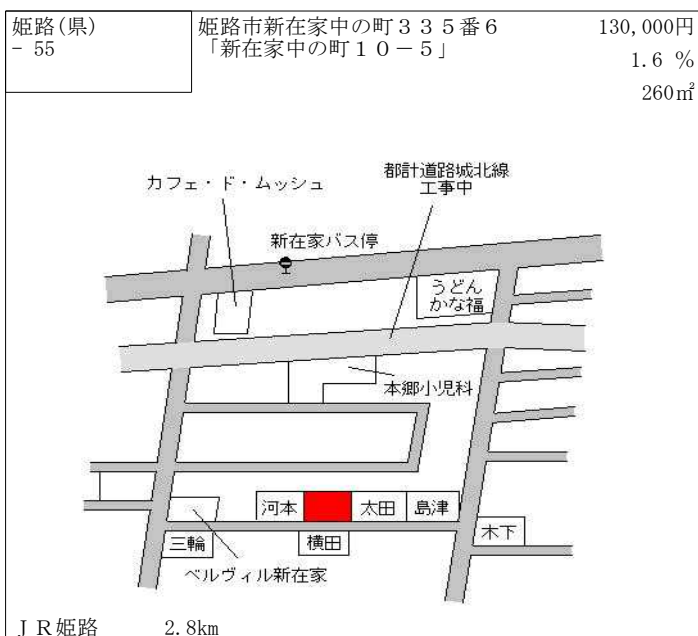 姫路(県)
- 55
姫路市新在家中の町３３５番６
「新在家中の町１０－５」
130,000円
1.6 %
260㎡
カフェ・ド・ムッシュ
都計道路城北線
工事中
新在家バス停
うどん
かな福
本郷小児科
河本
太田
島津
木下
三輪
横田
ベルヴィル新在家
ＪＲ姫路 2.8km